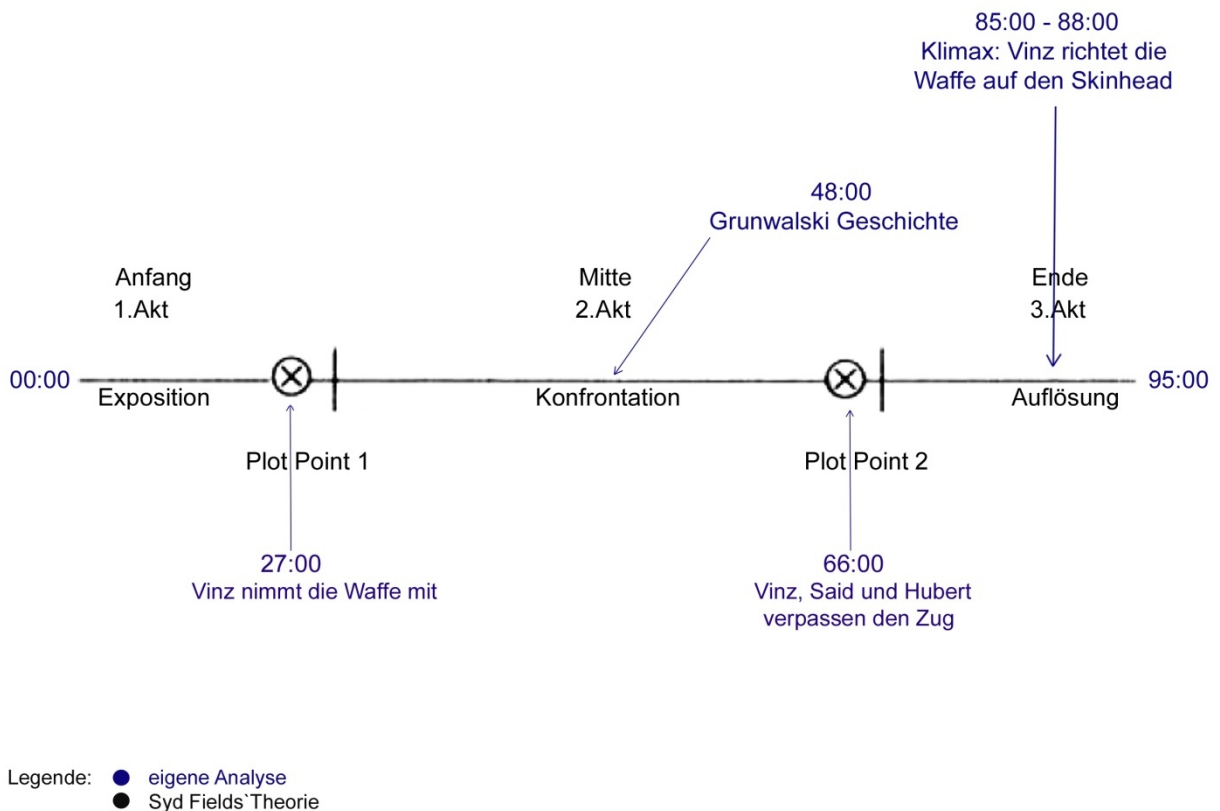 85:00 - 88:00
Klimax: Vinz richtet die
Waffe auf den Skinhead
48:00
Grunwalski Geschichte
Anfang
1.Akt
Mitte
2.Akt
Ende
3.Akt
00:00
95:00
Exposition
Konfrontation
Auflösung
Plot Point 1
Plot Point 2
27:00
Vinz nimmt die Waffe mit
66:00
Vinz, Said und Hubert
verpassen den Zug
Legende:
eigene Analyse
Syd Fields`Theorie